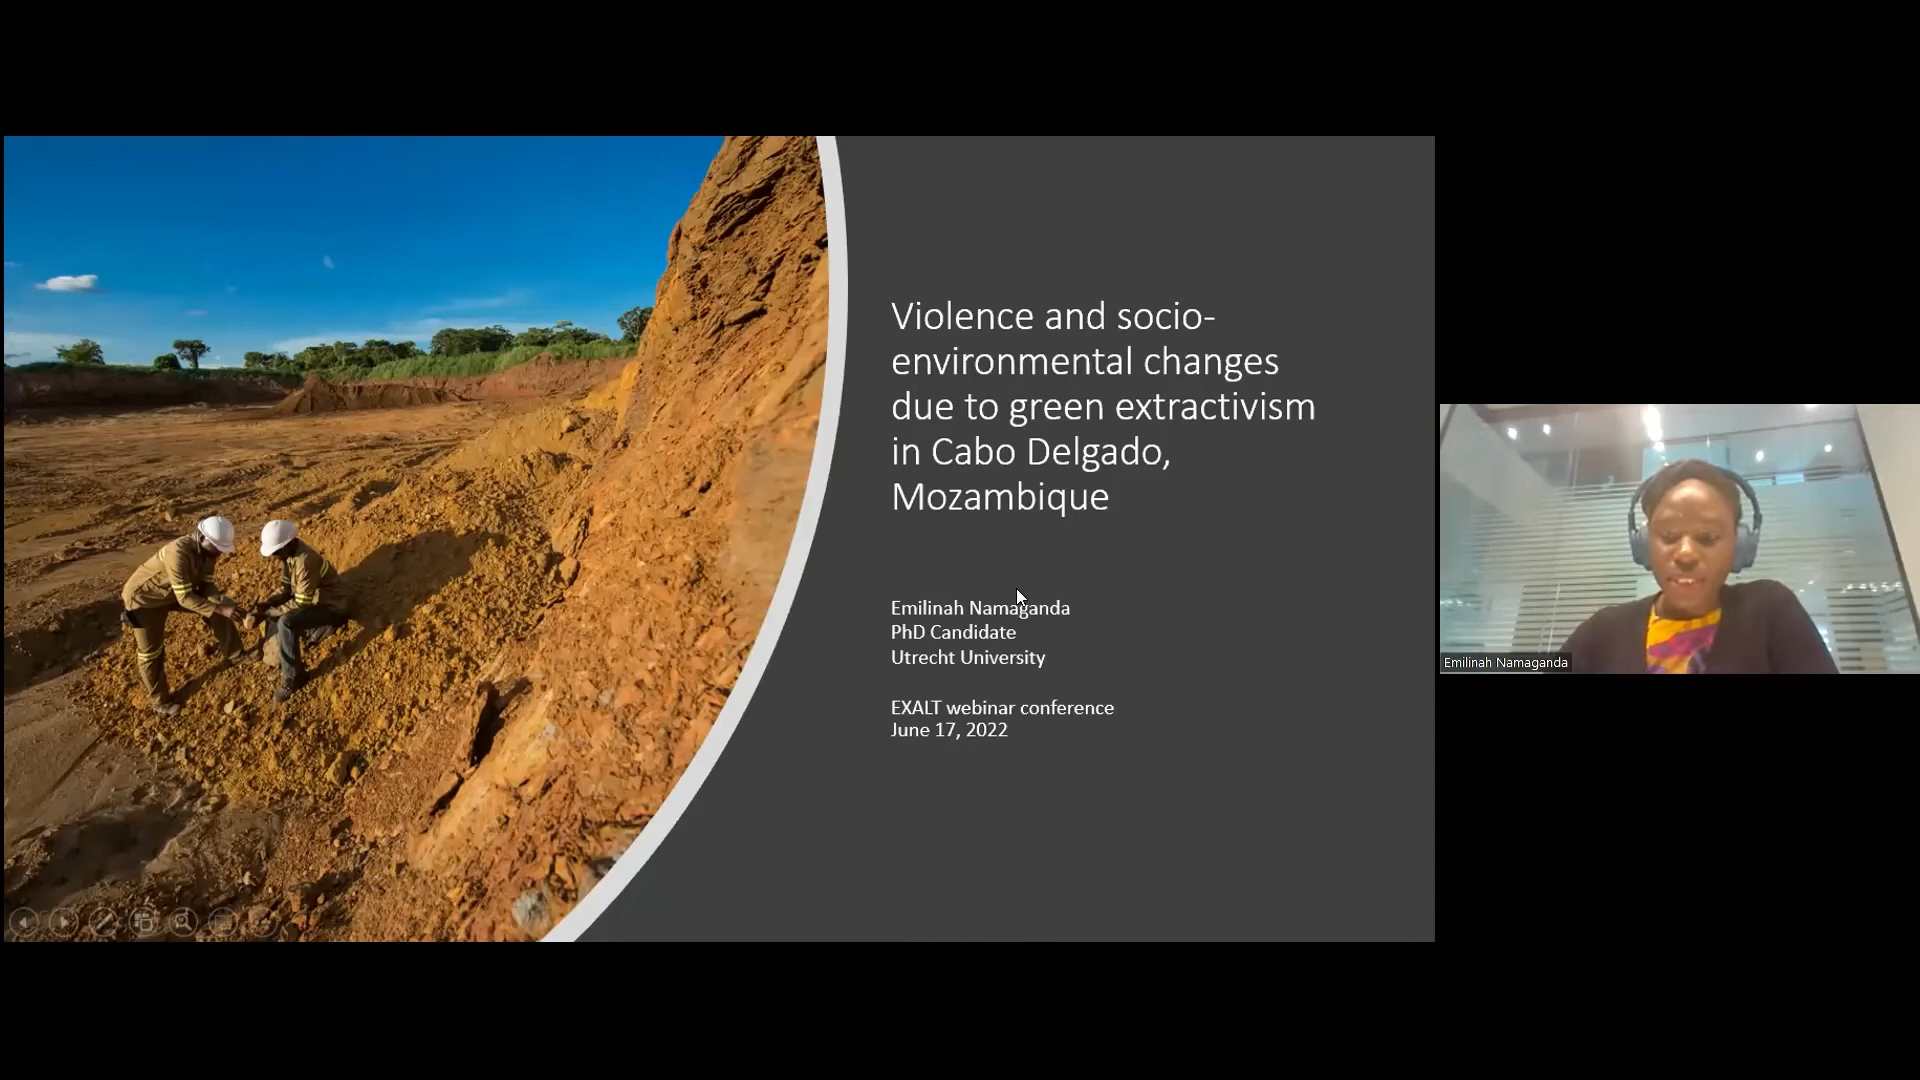 Violence and socio-
environmental changes
due to green extractivism
in Cabo Delgado,
Mozambique
Emilinah Namaganda
PhD Candidate
Utrecht University
EXALT webinar conference
June 17, 2022
Emilinah Namaganda